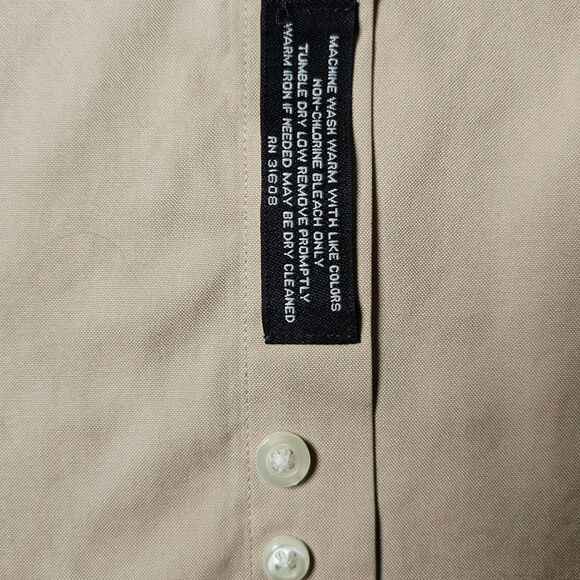 MACHINE WASH WARM WITH LIKE COLORS
NON-CHLORINE BLEACH ONLY
TUMBLE DRY LOW REMOVE PROMPTLY
WARM IRON IF NEEDED MAY BE DRY CLEANED
RN 31608